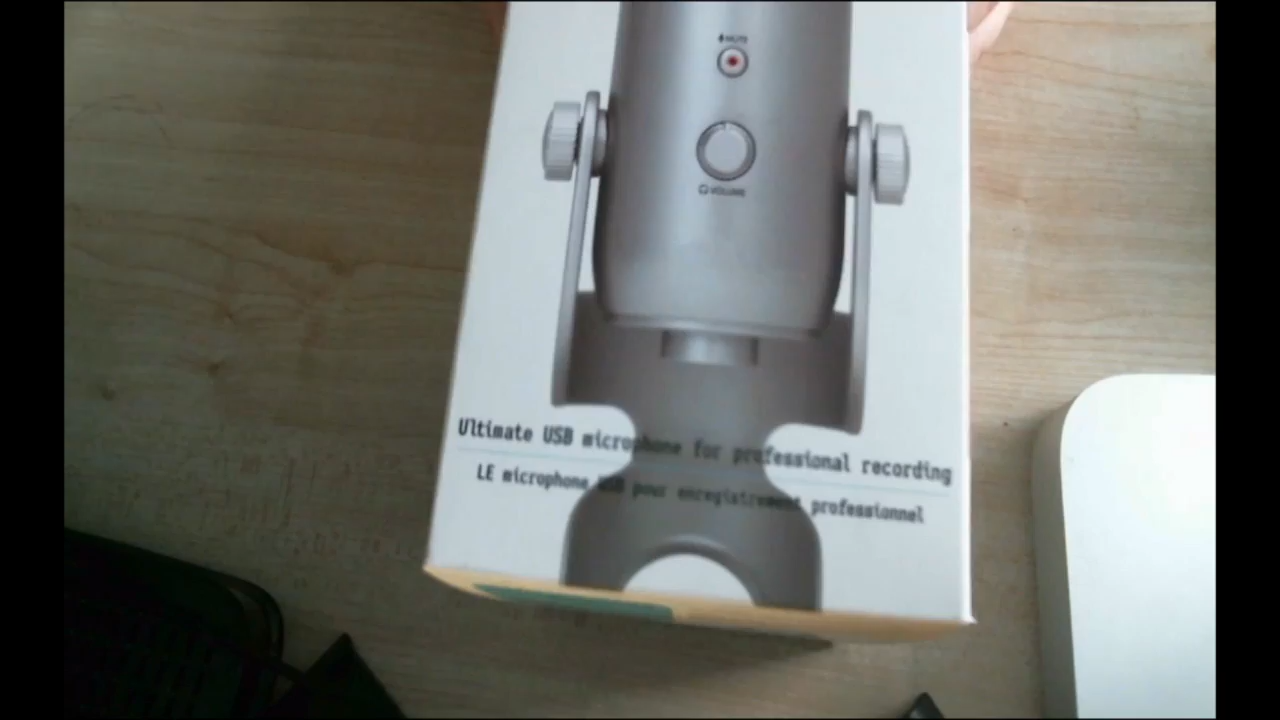 MUTE
VOLUME
Ultimate USB microphone for professional recording
LE microphone USB pour enregistrement professionnel